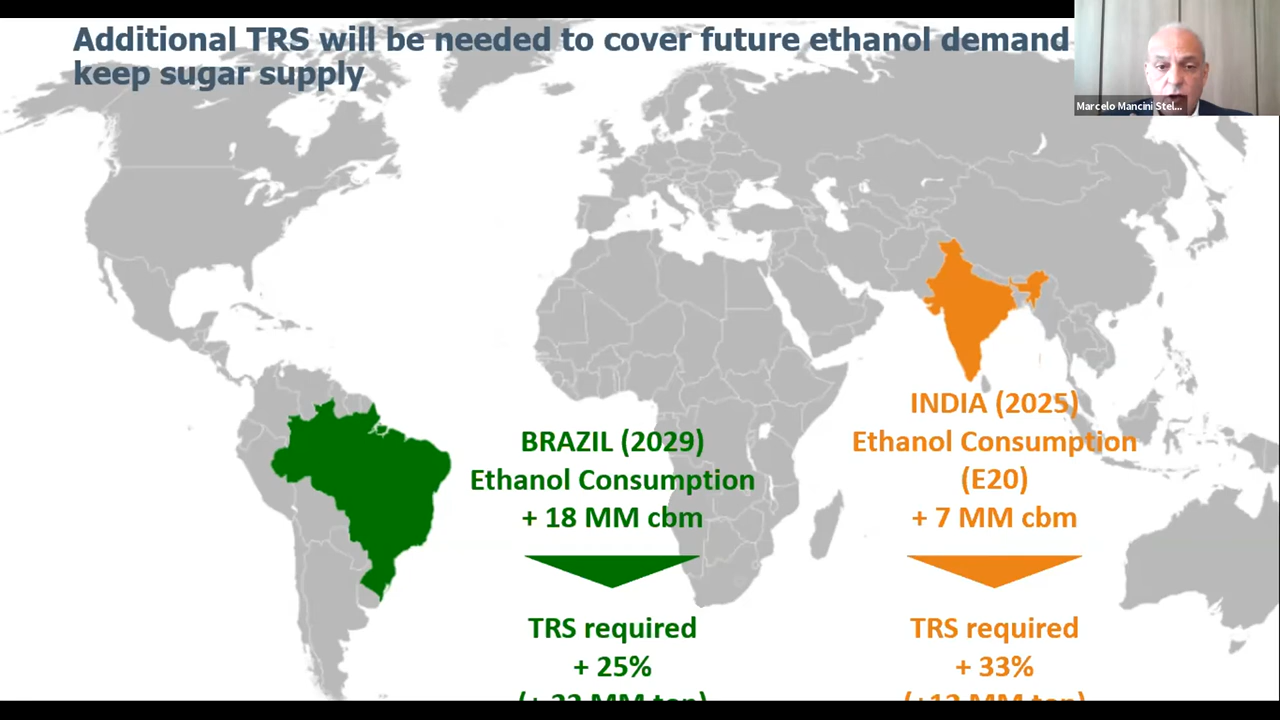 Additional TRS will be needed to cover future ethanol demand
keep sugar supply
Marcelo Mancini Stel...
BRAZIL (2029)
Ethanol Consumption
+ 18 MM cbm
TRS required
+ 25%
INDIA (2025)
Ethanol Consumption
(E20)
+ 7 MM cbm
TRS required
+ 33%